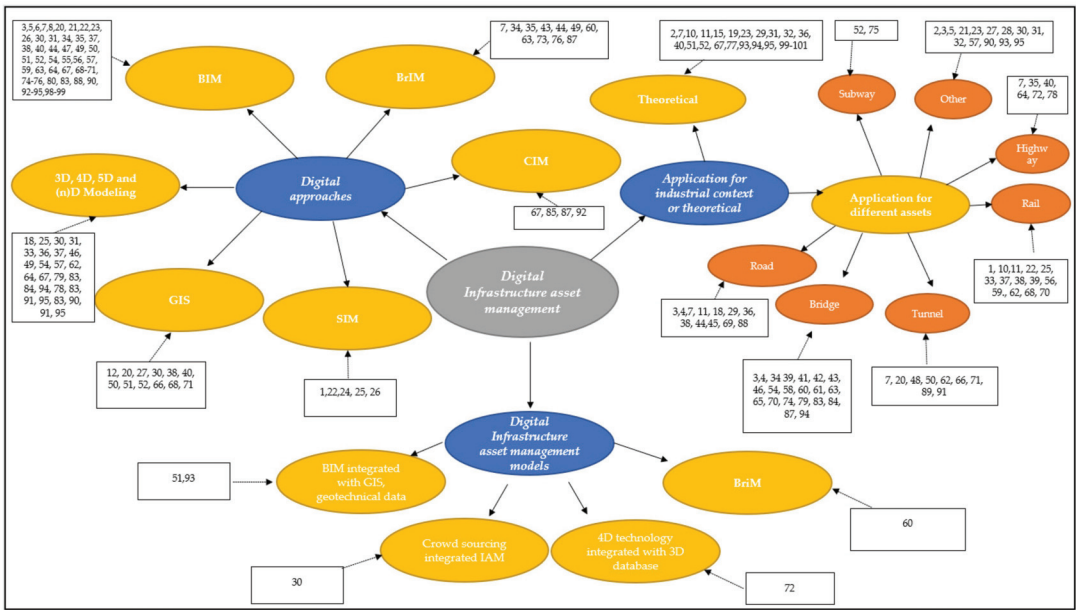 3,5,6,7,8,20, 21,22,23,
26, 30, 31, 34, 35, 37,
38, 40, 44, 47, 49, 50,
51, 52, 54, 55,56, 57,
59, 63, 64, 67, 68-71,
74-76, 80, 83, 88, 90,
92-95,98-99
BIM
BrIM
7, 34, 35, 43, 44, 49, 60,
63, 73, 76, 87
2,7,10, 11,15, 19,23, 29,31, 32, 36,
40,51,52, 67,77,93,94,95, 99-101
Theoretical
52, 75
Subway
2,3,5, 21,23, 27, 28, 30, 31,
32, 57, 90, 93, 95
Other
7, 35, 40,
64, 72, 78
Highw
ay
3D, 4D, 5D and
(n)D Modeling
Digital
approaches
CIM
67, 85, 87, 92
Application for
industrial context
or theoretical
Application for
different assets
Rail
1, 10,11, 22, 25,
33, 37, 38, 39, 56,
59., 62, 68, 70
18, 25, 30, 31,
33, 36, 37, 46,
49, 54, 57, 62,
64, 67, 79, 83,
84, 94, 78, 83,
91, 95, 83, 90,
91, 95
GIS
12, 20, 27, 30, 38, 40,
50, 51, 52, 66, 68, 71
SIM
1,22,24, 25, 26
Digital
Infrastructure asset
management
Road
3,4,7, 11, 18, 29, 36,
38, 44,45, 69, 88
Bridge
3,4, 34 39, 41, 42, 43,
46, 54, 58, 60, 61, 63,
65, 70, 74, 79, 83, 84,
87, 94
Tunnel
7, 20, 48, 50, 62, 66, 71,
89, 91
Digital
Infrastructure
asset management
models
51,93
BIM integrated
with GIS,
geotechnical data
BriM
60
Crowd sourcing
integrated IAM
30
4D technology
integrated with 3D
database
72